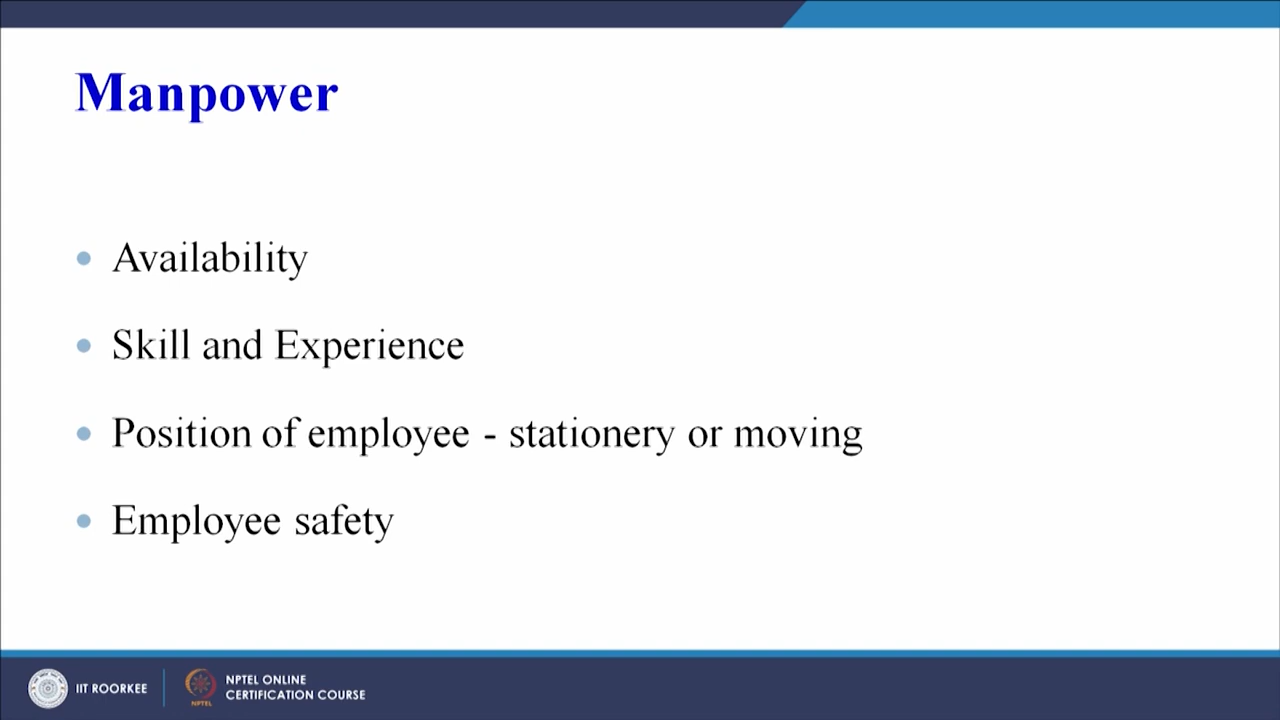 Manpower
Availability
Skill and Experience
Position of employee - stationery or moving
Employee safety
IIT ROORKEE
NPTEL ONLINE
CERTIFICATION COURSE
NPTEL